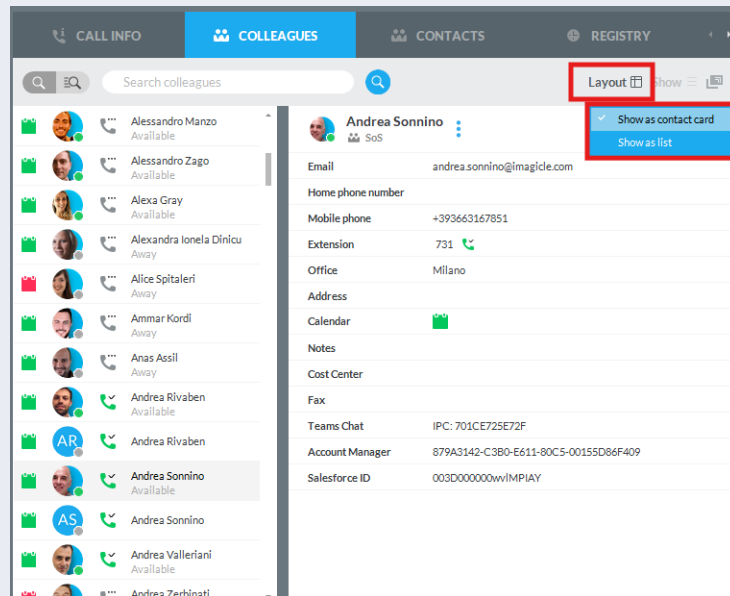 CALL INFO
COLLEAGUES
CONTACTS
REGISTRY
Search colleagues
Layout
Show
Show as contact card
Show as list
Alessandro Manzo
Available
Alessandro Zago
Available
Alexa Gray
Available
Alexandra Ionela Dinicu
Away
Alice Spitaleri
Away
Ammar Kordi
Away
Anas Assil
Away
Andrea Rivaben
Available
AR
Andrea Rivaben
Andrea Sonnino
Available
AS
Andrea Sonnino
Andrea Valleriani
Available
Andrea Zerbinati
Andrea Sonnino
SoS
Email andrea.sonnino@imagicle.com
Home phone number
Mobile phone +393663167851
Extension 731
Office Milano
Address
Calendar
Notes
Cost Center
Fax
Teams Chat IPC: 701CE725E72F
Account Manager 879A3142-C3B0-E611-80C5-00155D86F409
Salesforce ID 003D000000wvlMPIAY